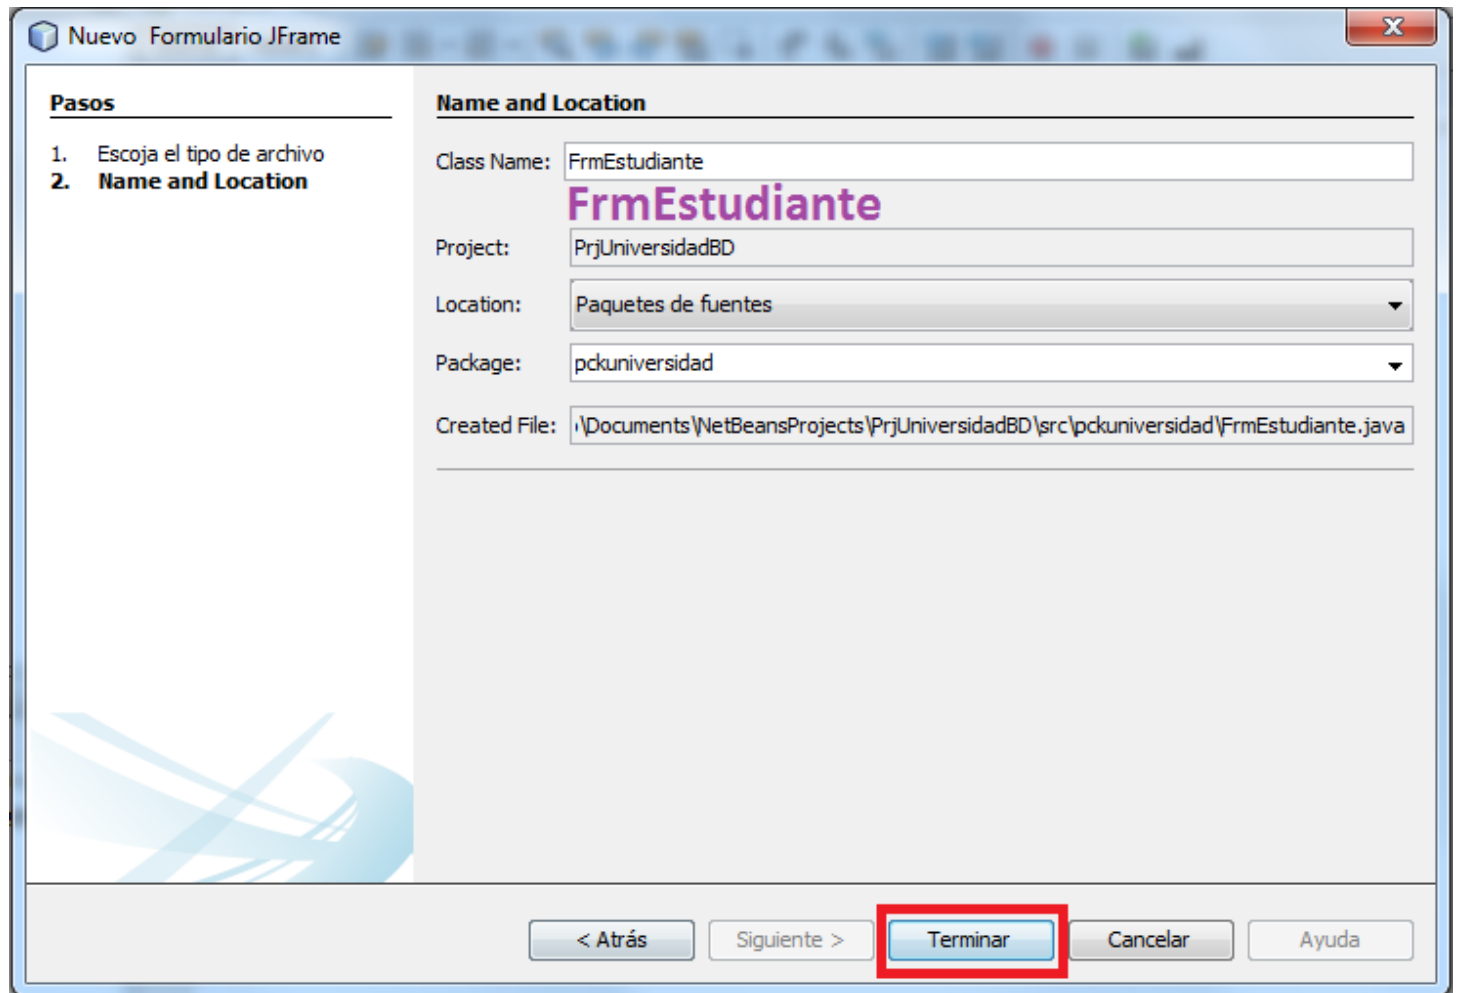 Nuevo Formulario JFrame
Pasos
1. Escoja el tipo de archivo
2. Name and Location
Name and Location
Class Name: FrmEstudiante
FrmEstudiante
Project: PrjUniversidadBD
Location: Paquetes de fuentes
Package: pckuniversidad
Created File: \Documents\NetBeansProjects\PrjUniversidadBD\src\pckuniversidad\FrmEstudiante.java
< Atrás Siguiente > Terminar Cancelar Ayuda